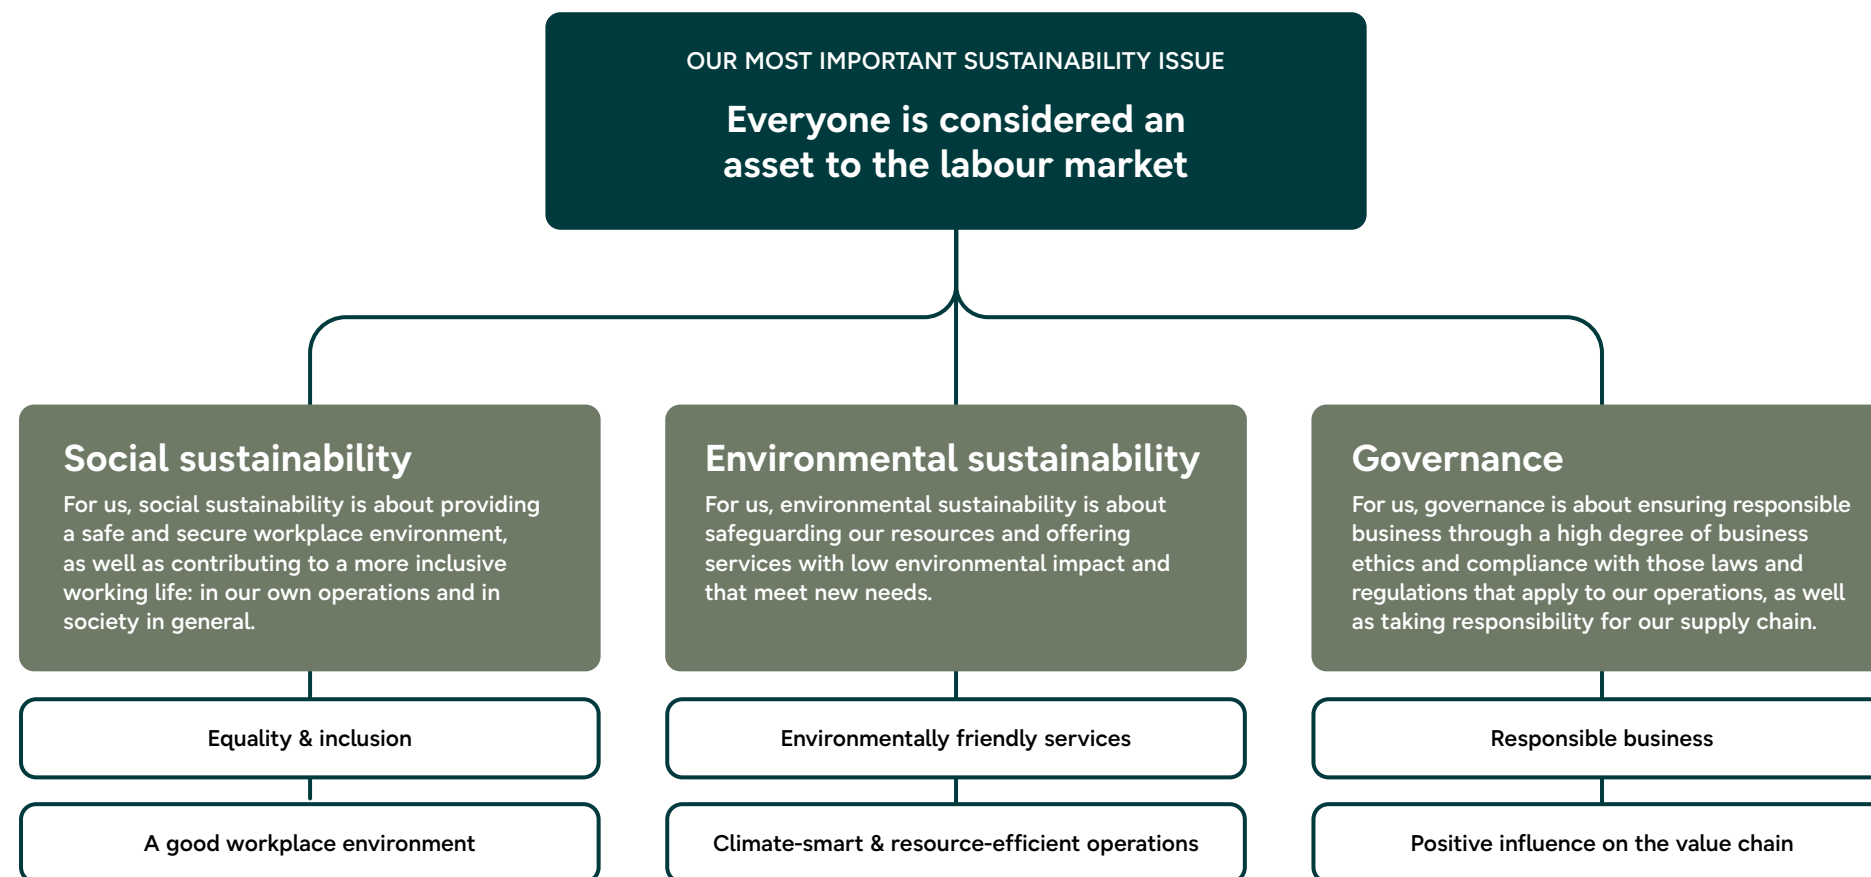 OUR MOST IMPORTANT SUSTAINABILITY ISSUE
Everyone is considered an
asset to the labour market
Social sustainability
For us, social sustainability is about providing
a safe and secure workplace environment,
as well as contributing to a more inclusive
working life: in our own operations and in
society in general.
Equality & inclusion
A good workplace environment
Environmental sustainability
For us, environmental sustainability is about
safeguarding our resources and offering
services with low environmental impact and
that meet new needs.
Environmentally friendly services
Climate-smart & resource-efficient operations
Governance
For us, governance is about ensuring responsible
business through a high degree of business
ethics and compliance with those laws and
regulations that apply to our operations, as well
as taking responsibility for our supply chain.
Responsible business
Positive influence on the value chain